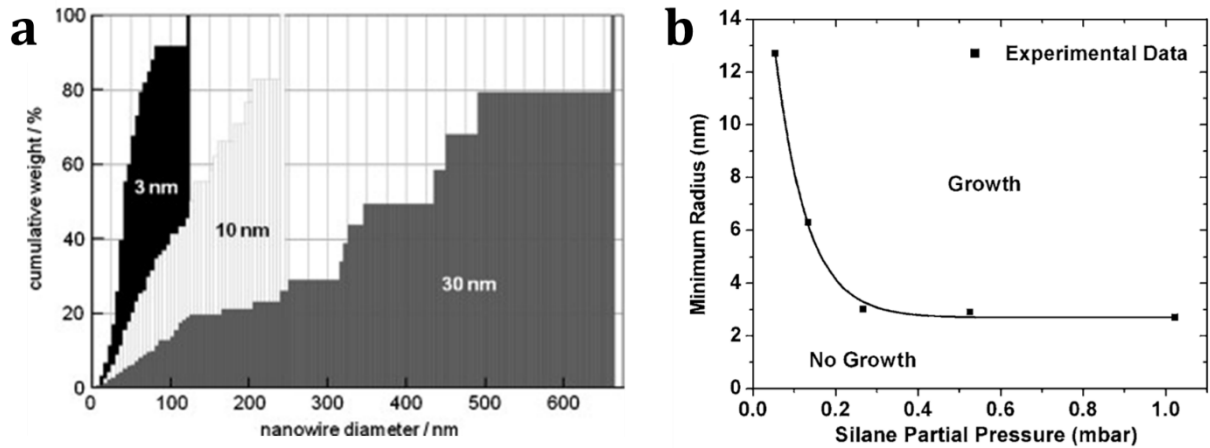 a
100
80
60
40
20
0
cumulative weight / %
3 nm
10 nm
30 nm
0 100 200 300 400 500 600
nanowire diameter / nm
b
14
12
10
8
6
4
2
0
Minimum Radius (nm)
Experimental Data
Growth
No Growth
0.0 0.2 0.4 0.6 0.8 1.0
Silane Partial Pressure (mbar)